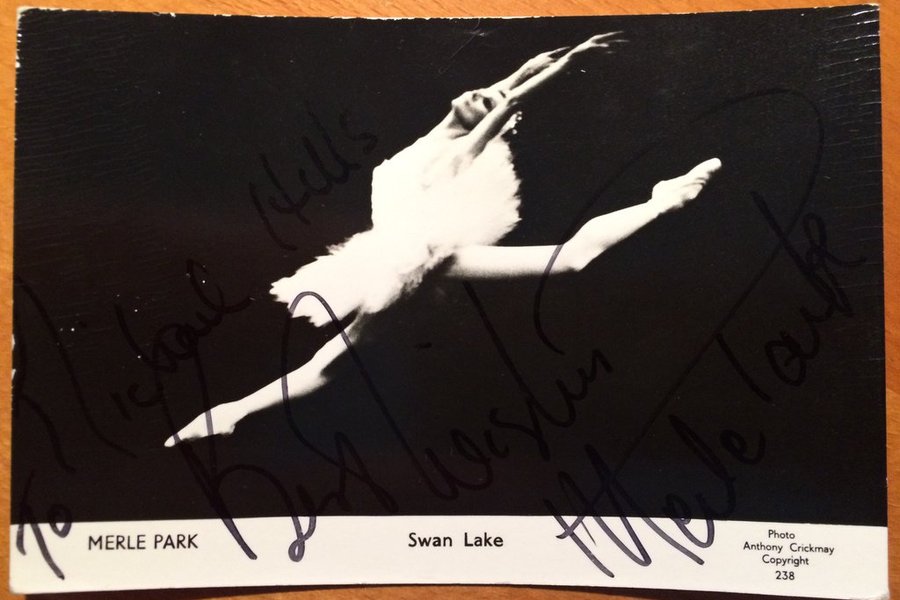 To Michael Hills
Best Wishes
Merle Park
MERLE PARK
Swan Lake
Photo
Anthony Crickmay
Copyright
238